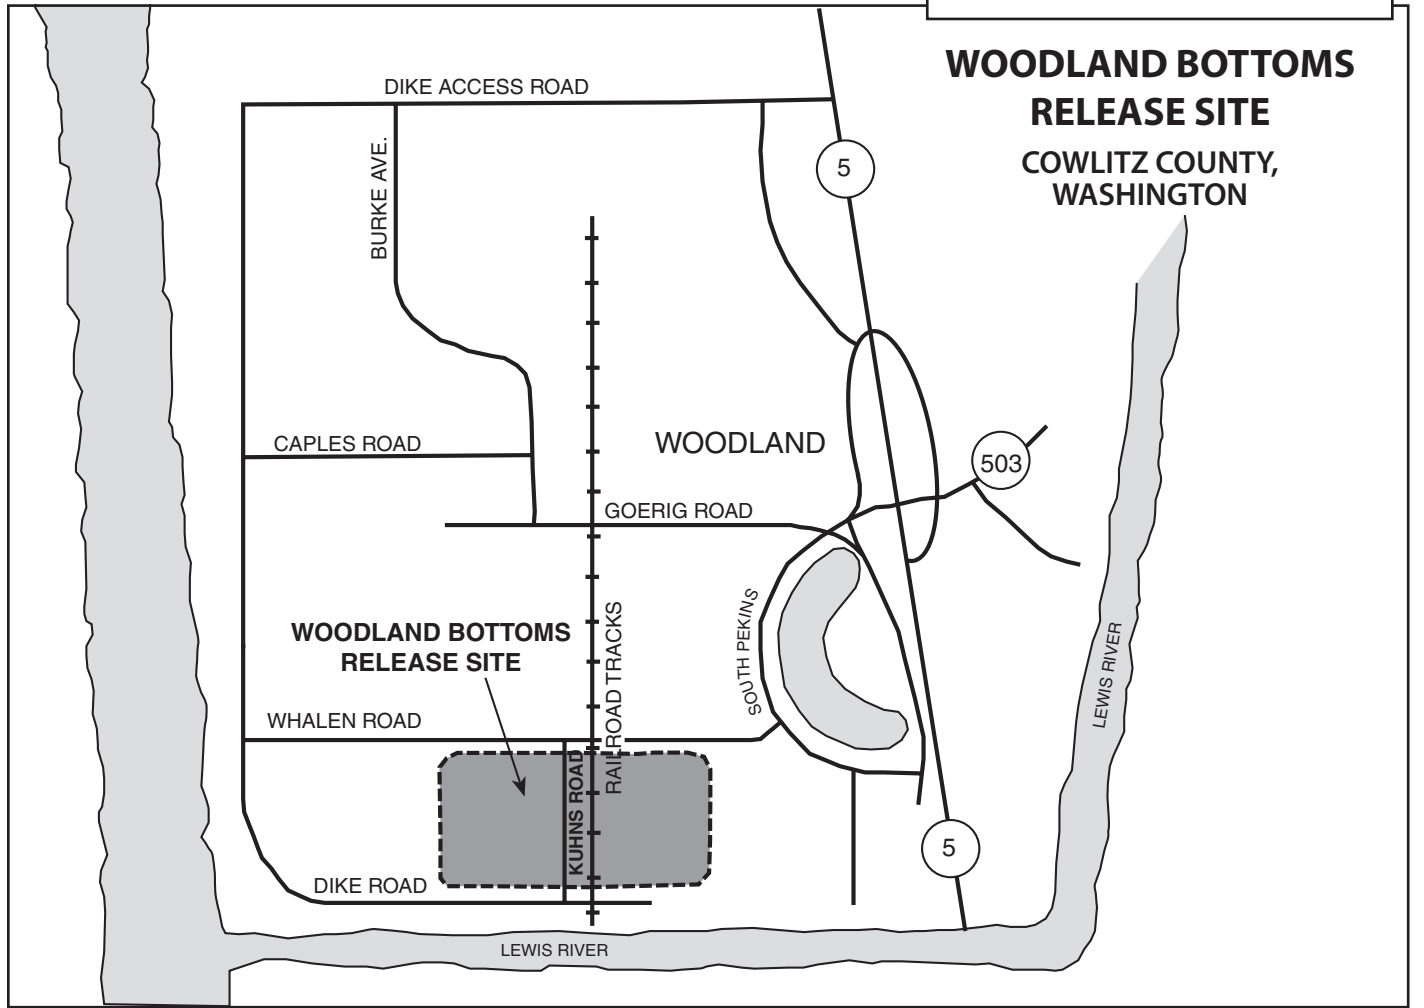 WOODLAND BOTTOMS
RELEASE SITE
COWLITZ COUNTY,
WASHINGTON
DIKE ACCESS ROAD
BURKE AVE.
5
CAPLES ROAD
WOODLAND
503
GOERIG ROAD
WOODLAND BOTTOMS
RELEASE SITE
RAILROAD TRACKS
SOUTH PEKINS
LEWIS RIVER
WHALEN ROAD
KUHNS ROAD
5
DIKE ROAD
LEWIS RIVER